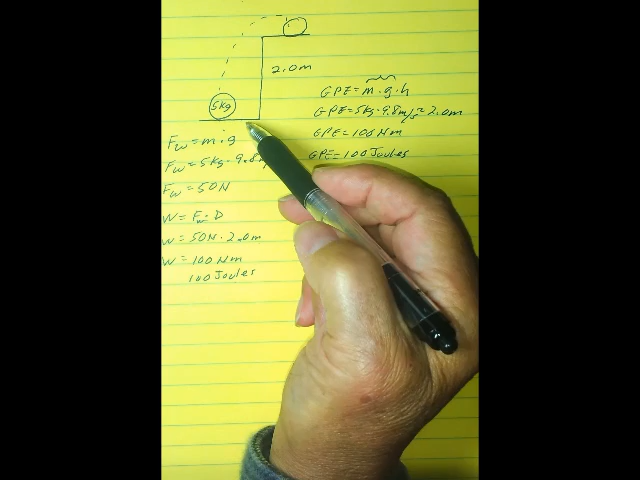 2.0m
5kg
GPE = m·g·h
GPE = 5kg·9.8m/s² 2.0m
GPE = 100 Nm
GPE = 100 Joules
Fw = m·g
Fw = 5kg·9.8m
Fw = 50N
W = Fw·D
W = 50N·2.0m
W = 100 Nm
100 Joules